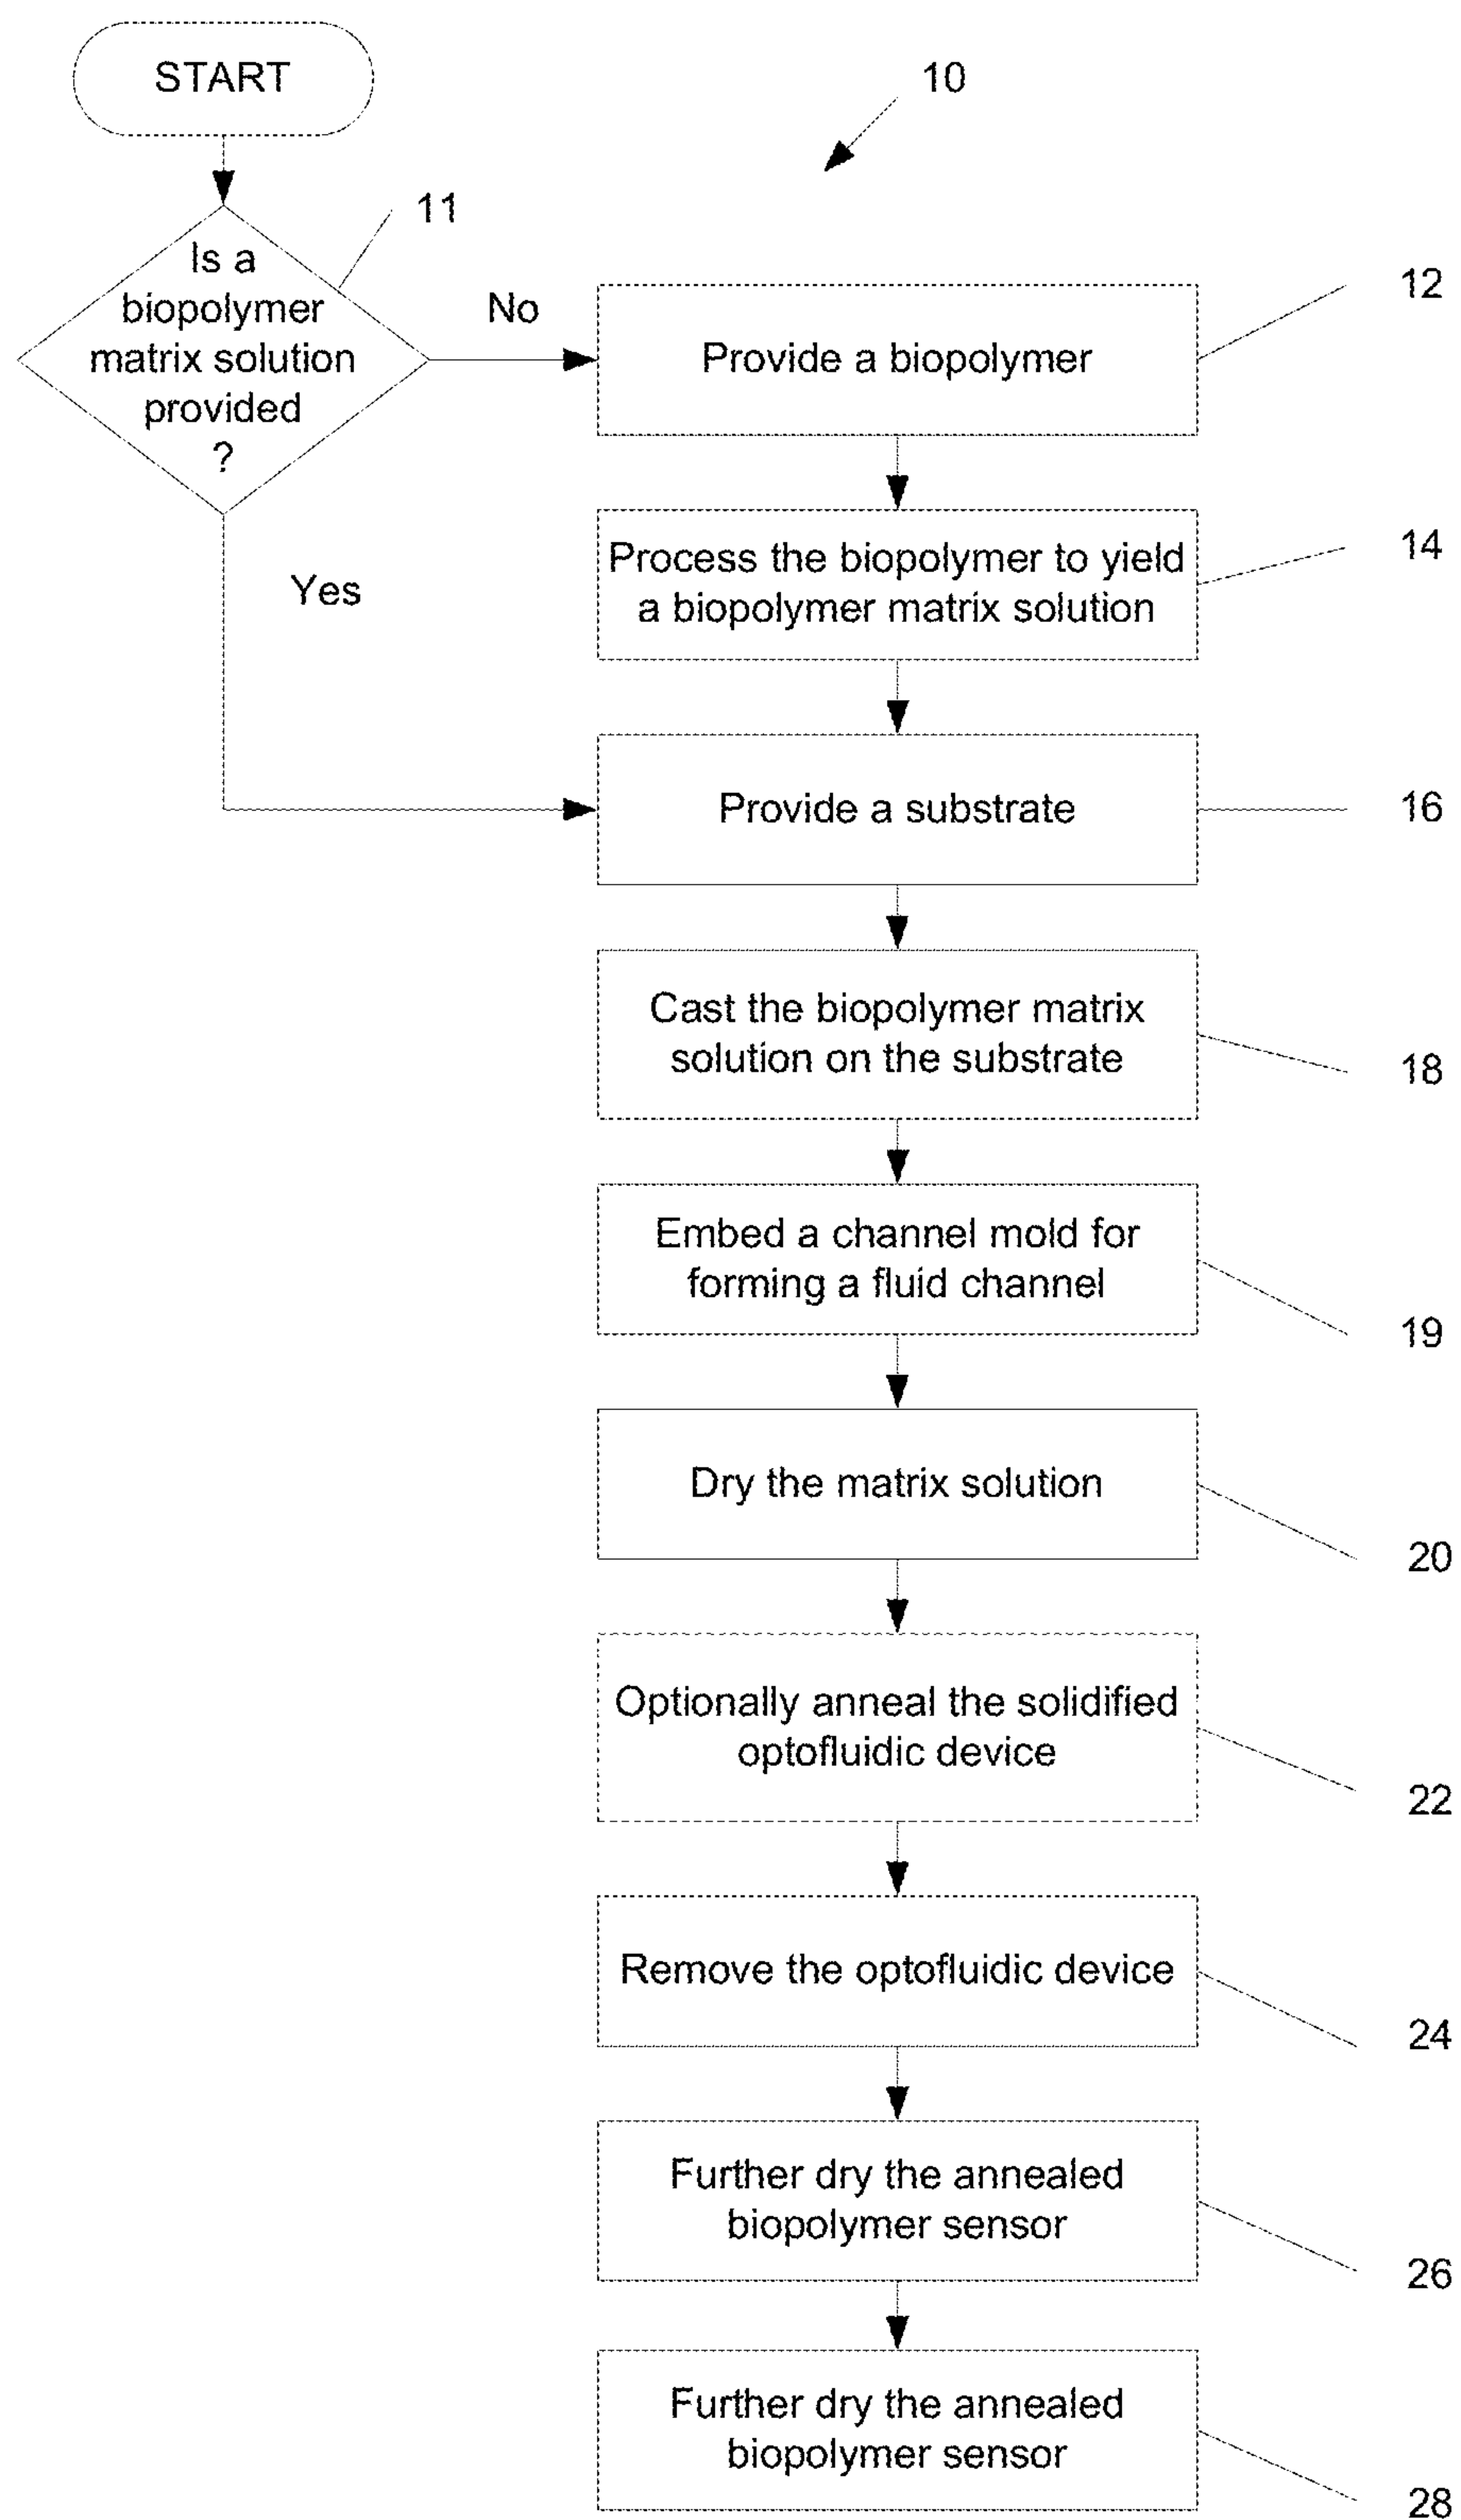 START
10
11
Is a
biopolymer
matrix solution
provided
?
No
Yes
Provide a biopolymer
12
Process the biopolymer to yield
a biopolymer matrix solution
14
Provide a substrate
16
Cast the biopolymer matrix
solution on the substrate
18
Embed a channel mold for
forming a fluid channel
19
Dry the matrix solution
20
Optionally anneal the solidified
optofluidic device
22
Remove the optofluidic device
24
Further dry the annealed
biopolymer sensor
26
Further dry the annealed
biopolymer sensor
28